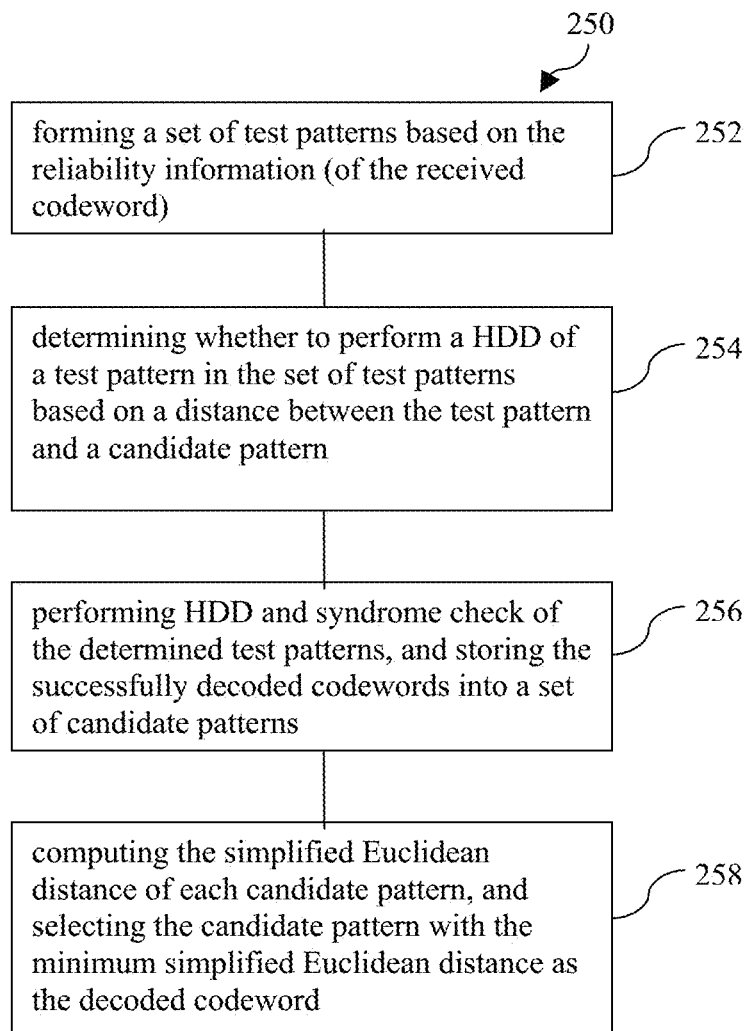 250
forming a set of test patterns based on the
reliability information (of the received
codeword)
252
determining whether to perform a HDD of
a test pattern in the set of test patterns
based on a distance between the test pattern
and a candidate pattern
254
performing HDD and syndrome check of
the determined test patterns, and storing the
successfully decoded codewords into a set
of candidate patterns
256
computing the simplified Euclidean
distance of each candidate pattern, and
selecting the candidate pattern with the
minimum simplified Euclidean distance as
the decoded codeword
258